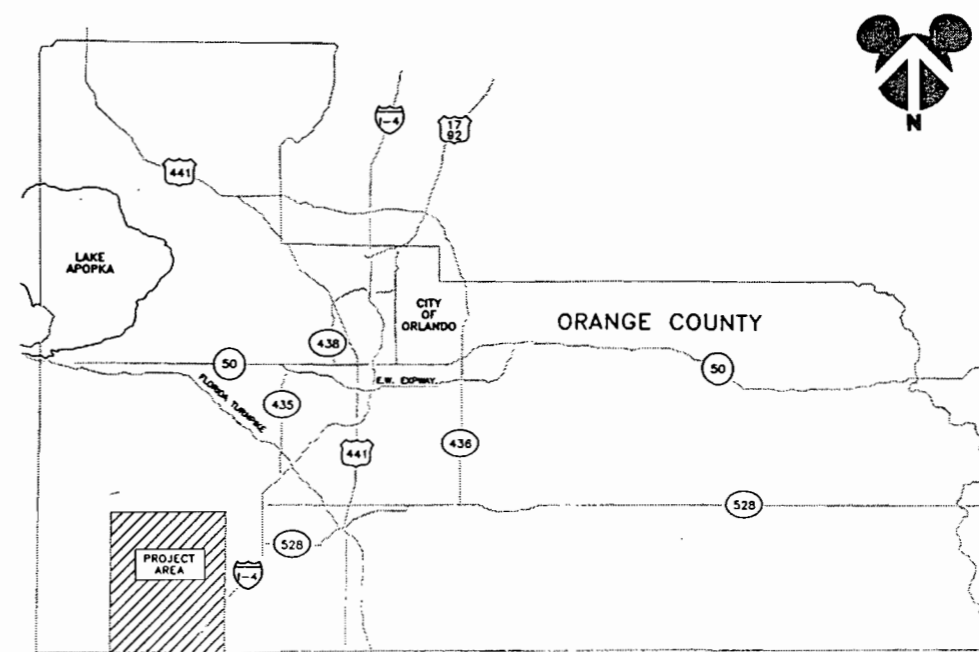 N
I-4
17
92
441
LAKE
APOPKA
CITY
OF
ORLANDO
ORANGE COUNTY
438
50
E.W. EXPWAY.
50
FLORIDA TURNPIKE
435
441
436
528
528
PROJECT
AREA
I-4